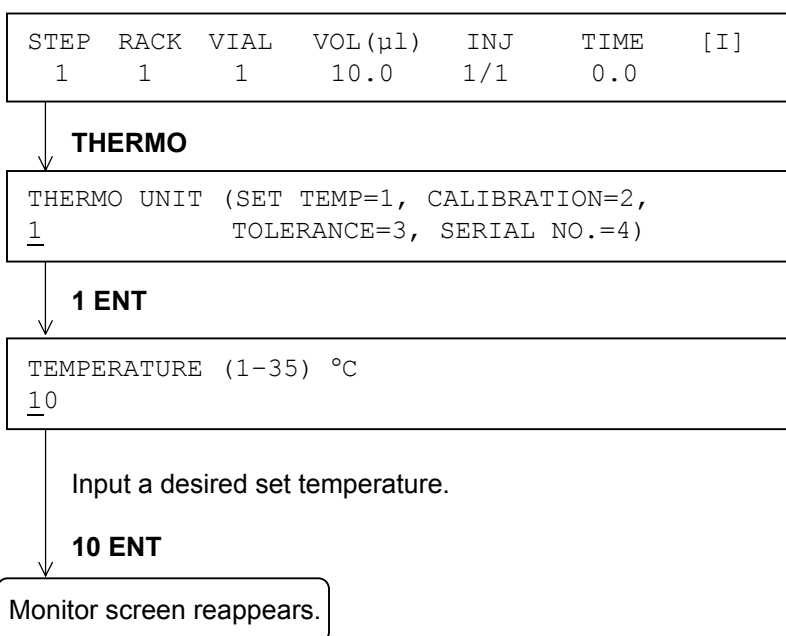 STEP RACK VIAL VOL(µl) INJ TIME [I]
1 1 1 10.0 1/1 0.0
THERMO
THERMO UNIT (SET TEMP=1, CALIBRATION=2,
1 TOLERANCE=3, SERIAL NO.=4)
1 ENT
TEMPERATURE (1−35) °C
10
Input a desired set temperature.
10 ENT
Monitor screen reappears.